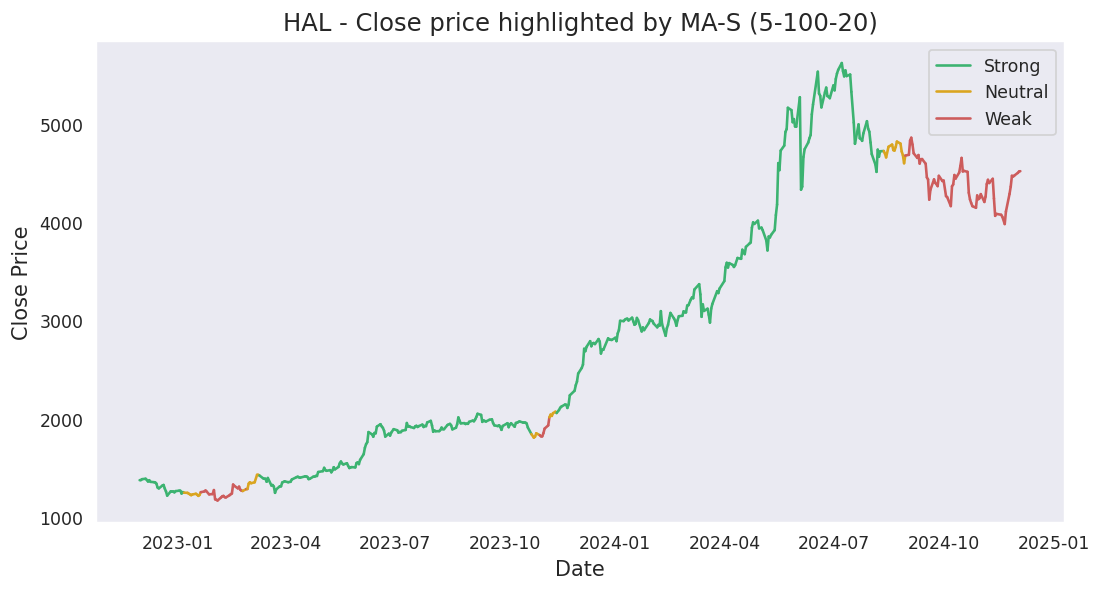 HAL - Close price highlighted by MA-S (5-100-20)
Strong
Neutral
Weak
Close Price
5000
4000
3000
2000
1000
2023-01
2023-04
2023-07
2023-10
2024-01
2024-04
2024-07
2024-10
2025-01
Date